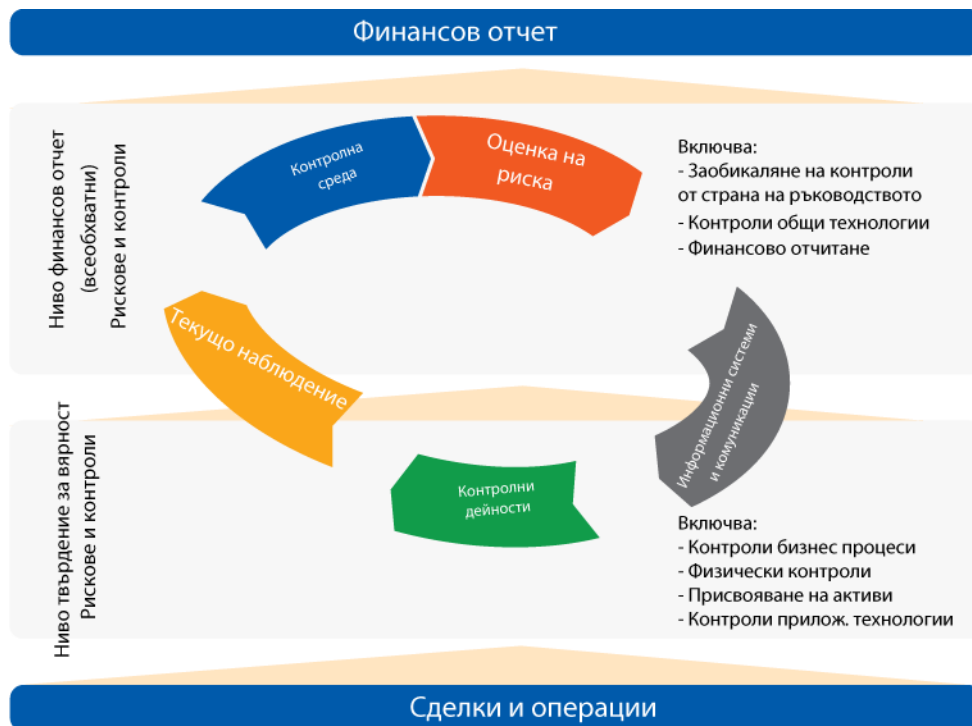 Финансов отчет
Ниво финансов отчет
(всеобхватни)
Рискове и контроли
Контролна
среда
Оценка на
риска
Включва:
- Заобикаляне на контроли
от страна на ръководството
- Контроли общи технологии
- Финансово отчитане
Текущо наблюдение
Информационни системи
и комуникации
Ниво твърдение за вярност
Рискове и контроли
Контролни
дейности
Включва:
- Контроли бизнес процеси
- Физически контроли
- Присвояване на активи
- Контроли прилож. технологии
Сделки и операции